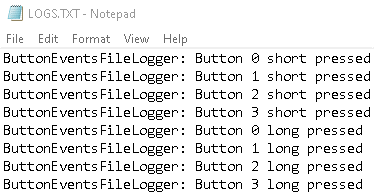 LOGS.TXT - Notepad
File Edit Format View Help
ButtonEventsFileLogger: Button 0 short pressed
ButtonEventsFileLogger: Button 1 short pressed
ButtonEventsFileLogger: Button 2 short pressed
ButtonEventsFileLogger: Button 3 short pressed
ButtonEventsFileLogger: Button 0 long pressed
ButtonEventsFileLogger: Button 1 long pressed
ButtonEventsFileLogger: Button 2 long pressed
ButtonEventsFileLogger: Button 3 long pressed